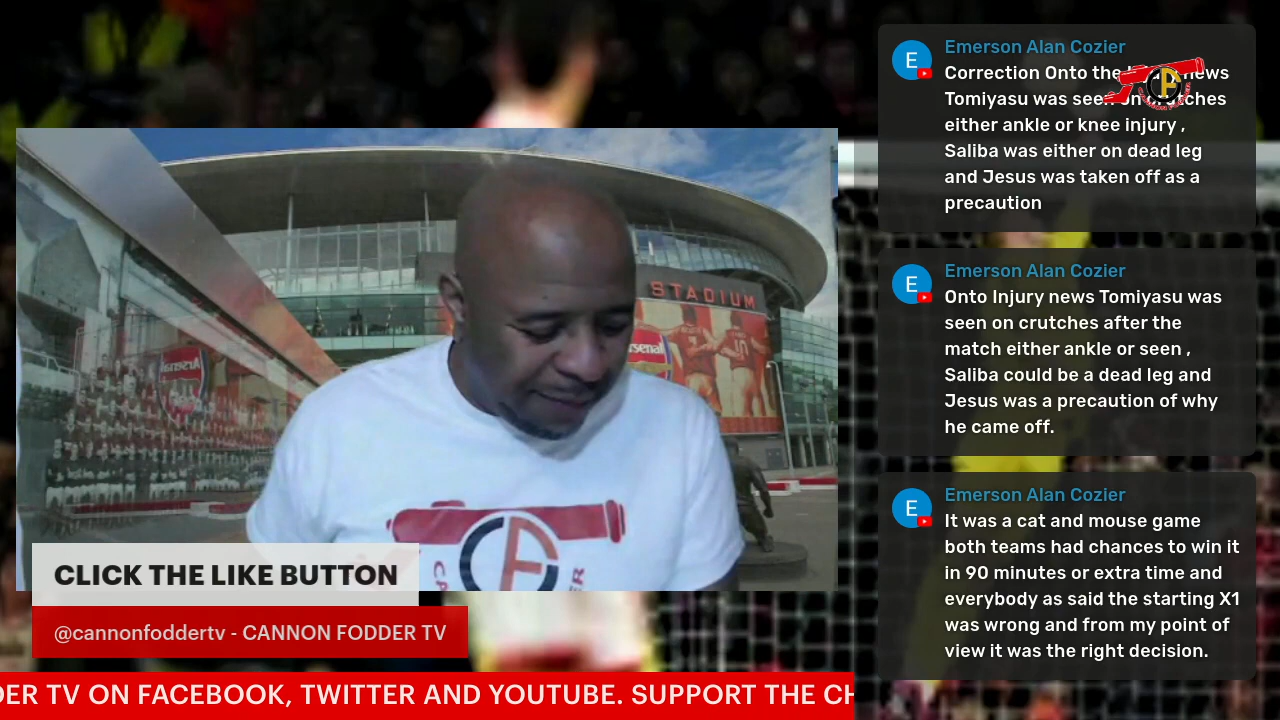 Emerson Alan Cozier
E
Correction Onto the news
Tomiyasu was seen on crutches
either ankle or knee injury ,
Saliba was either on dead leg
and Jesus was taken off as a
precaution
Emerson Alan Cozier
E
Onto Injury news Tomiyasu was
seen on crutches after the
match either ankle or seen ,
Saliba could be a dead leg and
Jesus was a precaution of why
he came off.
Emerson Alan Cozier
E
It was a cat and mouse game
both teams had chances to win it
in 90 minutes or extra time and
everybody as said the starting X1
was wrong and from my point of
view it was the right decision.
STADIUM
Arsenal
Arsenal
CF
CLICK THE LIKE BUTTON
@cannonfoddertv - CANNON FODDER TV
DER TV ON FACEBOOK, TWITTER AND YOUTUBE. SUPPORT THE CH